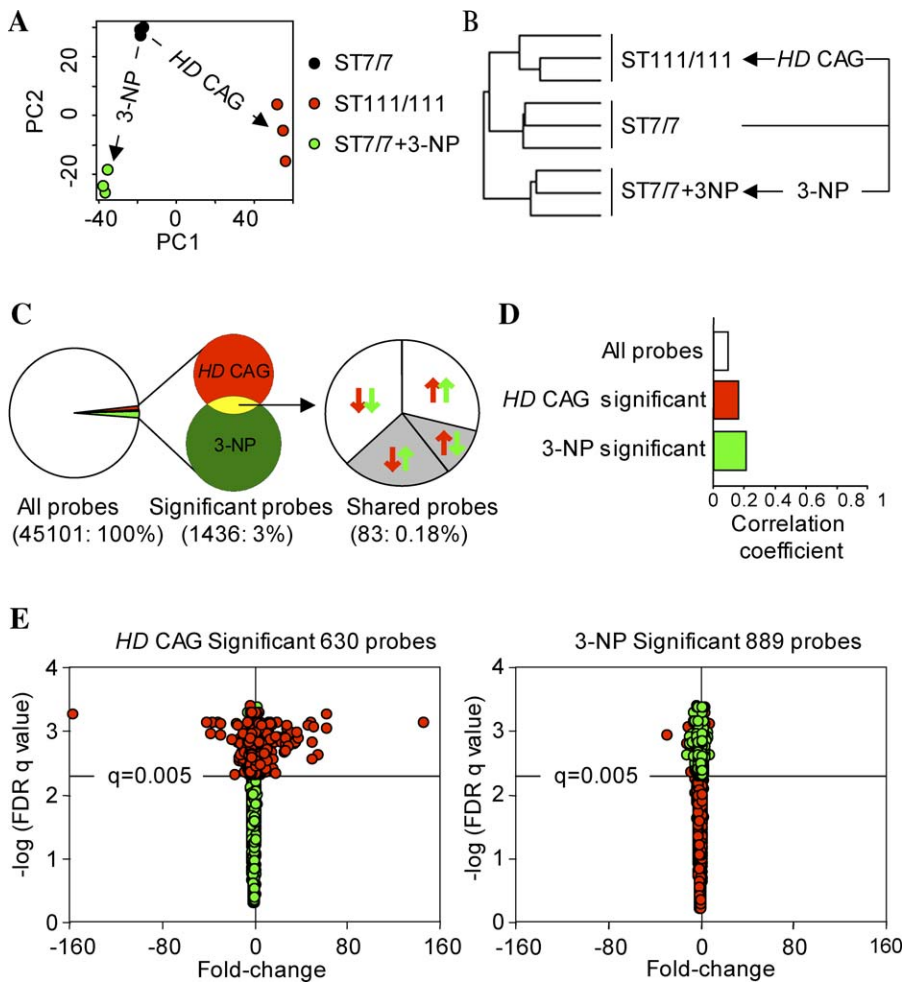 A
PC2
20
0
-20
-40
0
40
PC1
3-NP
HD CAG
ST7/7
ST111/111
ST7/7+3-NP
B
ST111/111
HD CAG
ST7/7
ST7/7+3NP
3-NP
C
HD CAG
3-NP
All probes
(45101: 100%)
Significant probes
(1436: 3%)
Shared probes
(83: 0.18%)
D
All probes
HD CAG significant
3-NP significant
0 0.2 0.4 0.6 0.8 1
Correlation
coefficient
E
HD CAG Significant 630 probes
-log (FDR q value)
4
3
2
1
0
q=0.005
-160 -80 0 80 160
Fold-change
3-NP Significant 889 probes
-log (FDR q value)
4
3
2
1
0
q=0.005
-160 -80 0 80 160
Fold-change